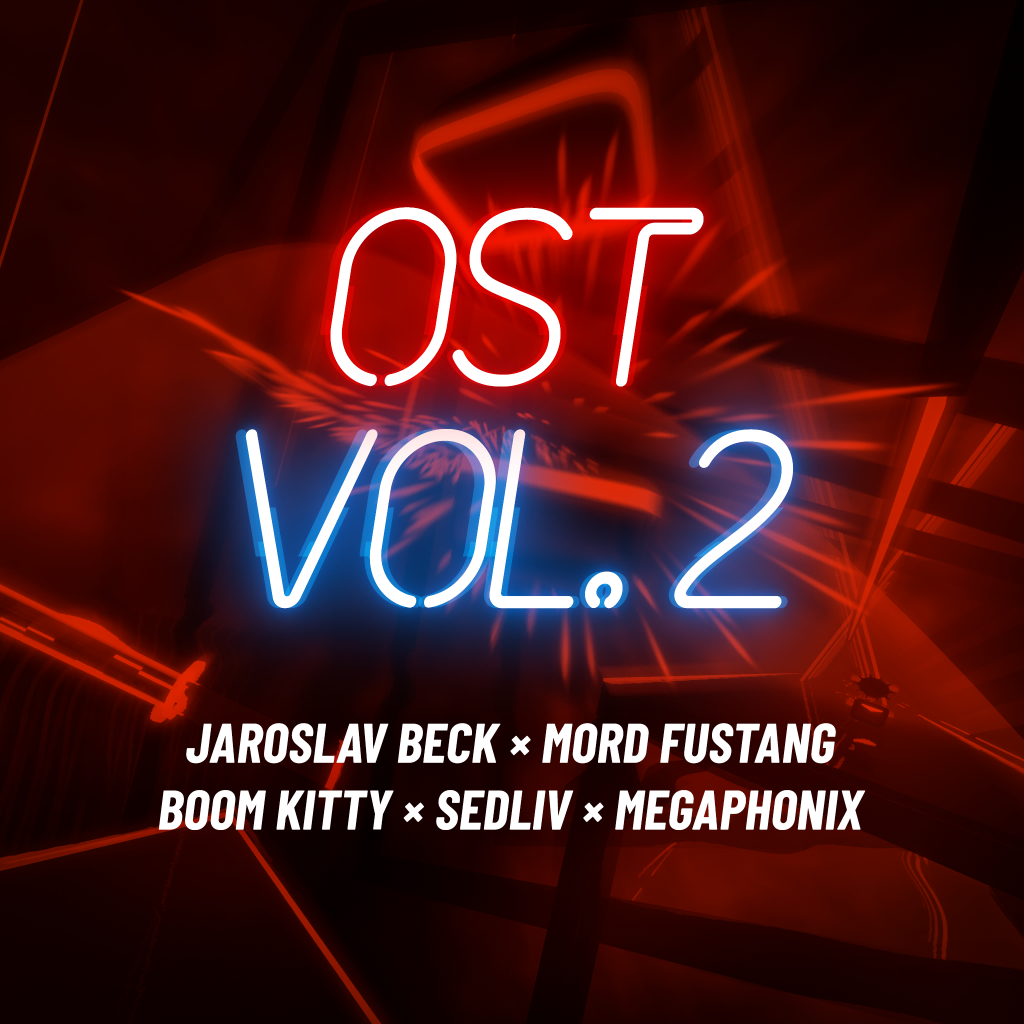 OST
VOL. 2
JAROSLAV BECK × MORD FUSTANG
BOOM KITTY × SEDLIV × MEGAPHONIX